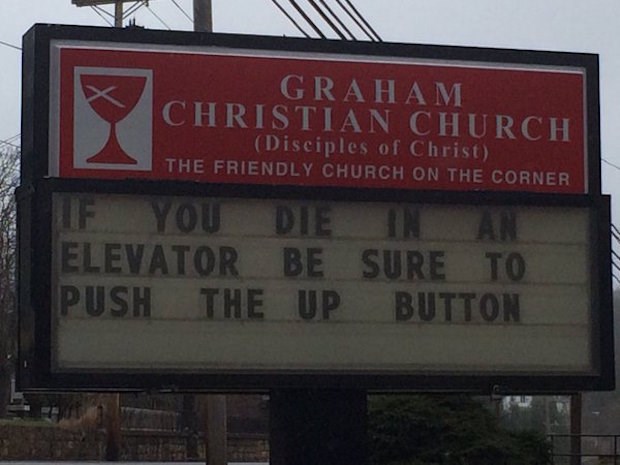 GRAHAM
CHRISTIAN CHURCH
(Disciples of Christ)
THE FRIENDLY CHURCH ON THE CORNER
IF YOU DIE IN AN
ELEVATOR BE SURE TO
PUSH THE UP BUTTON